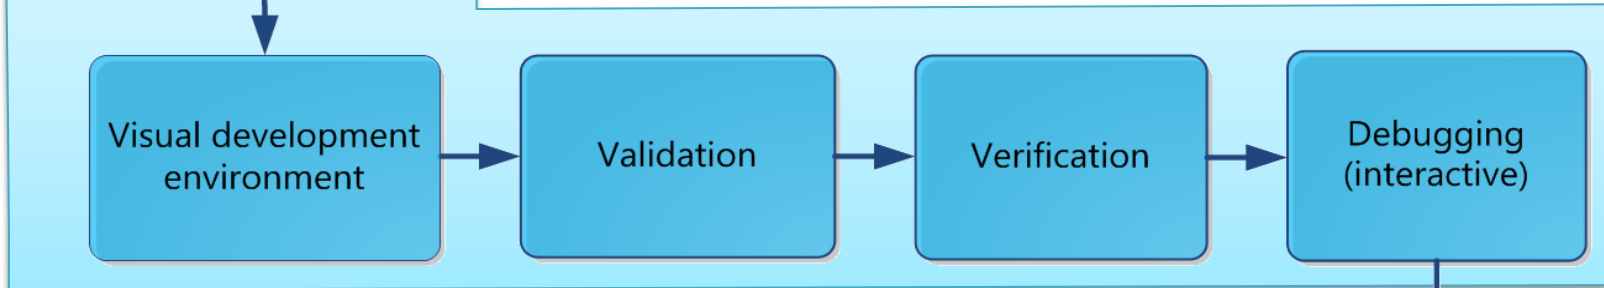 Visual development
environment
Validation
Verification
Debugging
(interactive)